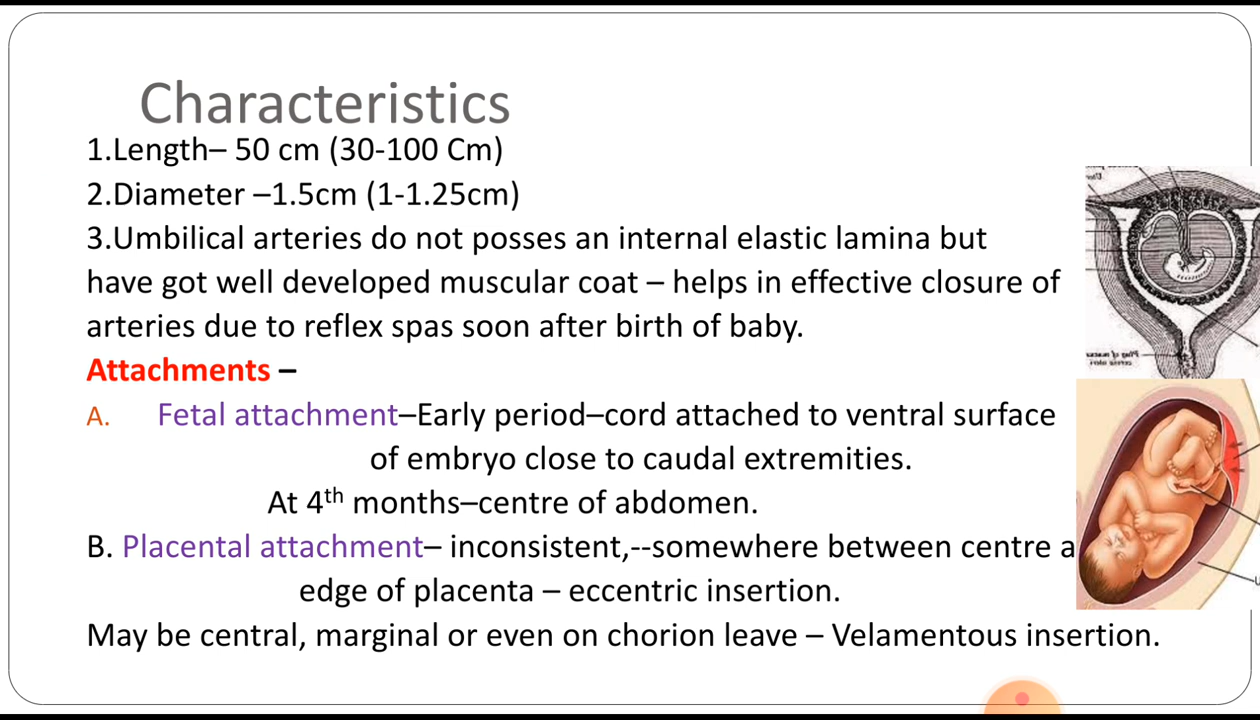 Characteristics
1.Length– 50 cm (30-100 Cm)
2.Diameter –1.5cm (1-1.25cm)
3.Umbilical arteries do not posses an internal elastic lamina but
have got well developed muscular coat – helps in effective closure of
arteries due to reflex spas soon after birth of baby.
Attachments –
A. Fetal attachment–Early period–cord attached to ventral surface
of embryo close to caudal extremities.
At 4th months–centre of abdomen.
B. Placental attachment– inconsistent,--somewhere between centre a
edge of placenta – eccentric insertion.
May be central, marginal or even on chorion leave – Velamentous insertion.